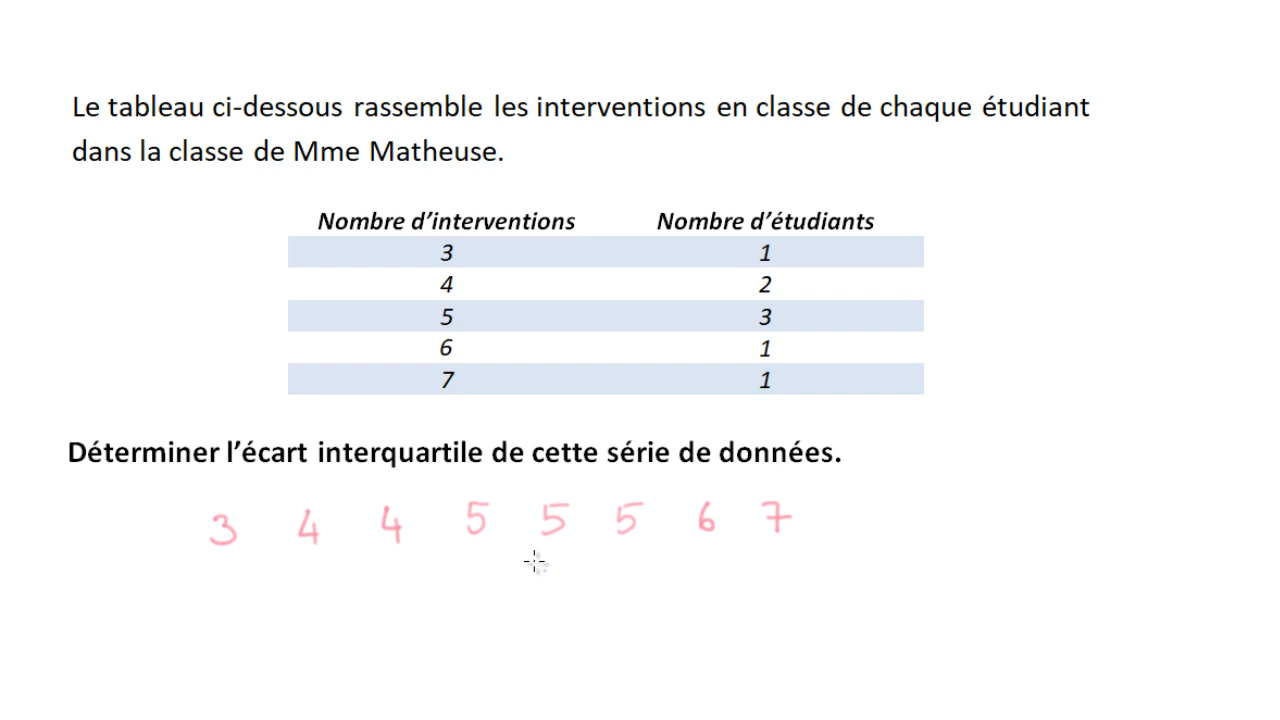 Le tableau ci-dessous rassemble les interventions en classe de chaque étudiant
dans la classe de Mme Matheuse.
Nombre d’interventions Nombre d’étudiants
3 1
4 2
5 3
6 1
7 1
Déterminer l’écart interquartile de cette série de données.
3 4 4 5 5 5 6 7